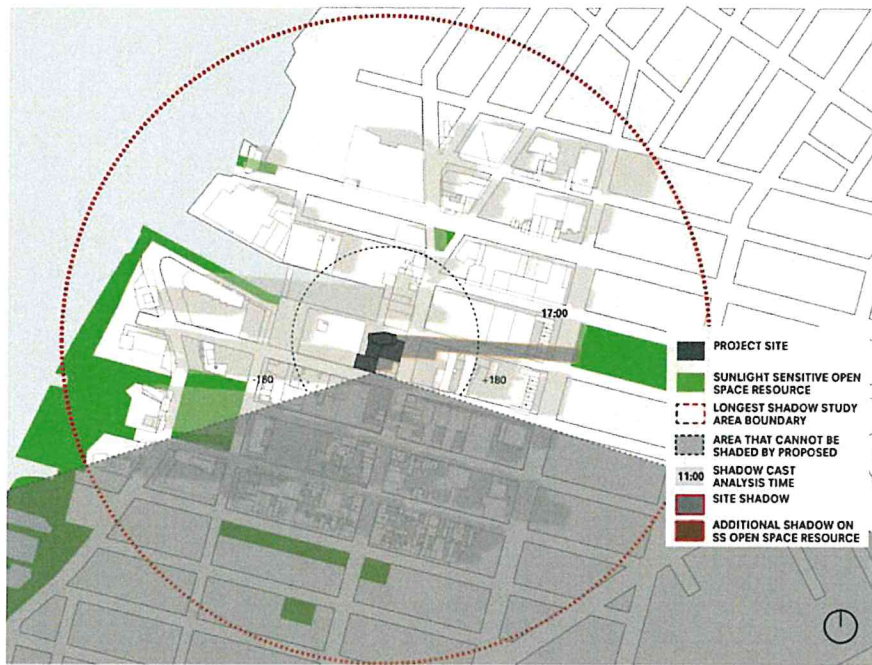 17:00
-180
+180
PROJECT SITE
SUNLIGHT SENSITIVE OPEN
SPACE RESOURCE
LONGEST SHADOW STUDY
AREA BOUNDARY
AREA THAT CANNOT BE
SHADED BY PROPOSED
11:00
SHADOW CAST
ANALYSIS TIME
SITE SHADOW
ADDITIONAL SHADOW ON
SS OPEN SPACE RESOURCE